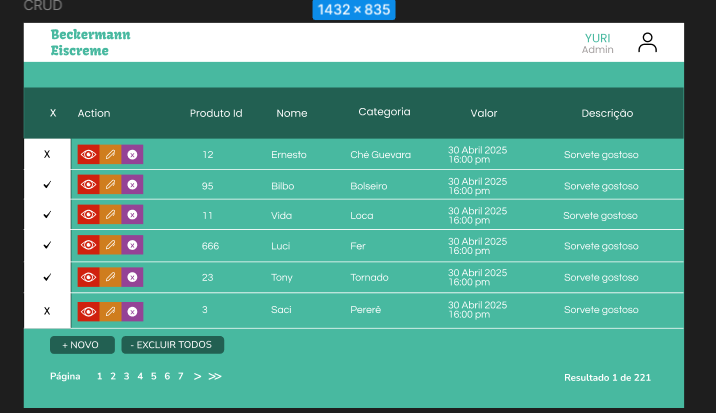 CRUD
1432 × 835
Beckermann
Eiscreme
YURI
Admin
X Action Produto Id Nome Categoria Valor Descrição
X 12 Ernesto Ché Guevara 30 Abril 2025 16:00 pm Sorvete gostoso
95 Bilbo Bolseiro 30 Abril 2025 16:00 pm Sorvete gostoso
11 Vida Loca 30 Abril 2025 16:00 pm Sorvete gostoso
666 Luci Fer 30 Abril 2025 16:00 pm Sorvete gostoso
23 Tony Tornado 30 Abril 2025 16:00 pm Sorvete gostoso
X 3 Saci Pererê 30 Abril 2025 16:00 pm Sorvete gostoso
+ NOVO - EXCLUIR TODOS
Página 1 2 3 4 5 6 7 > >>
Resultado 1 de 221